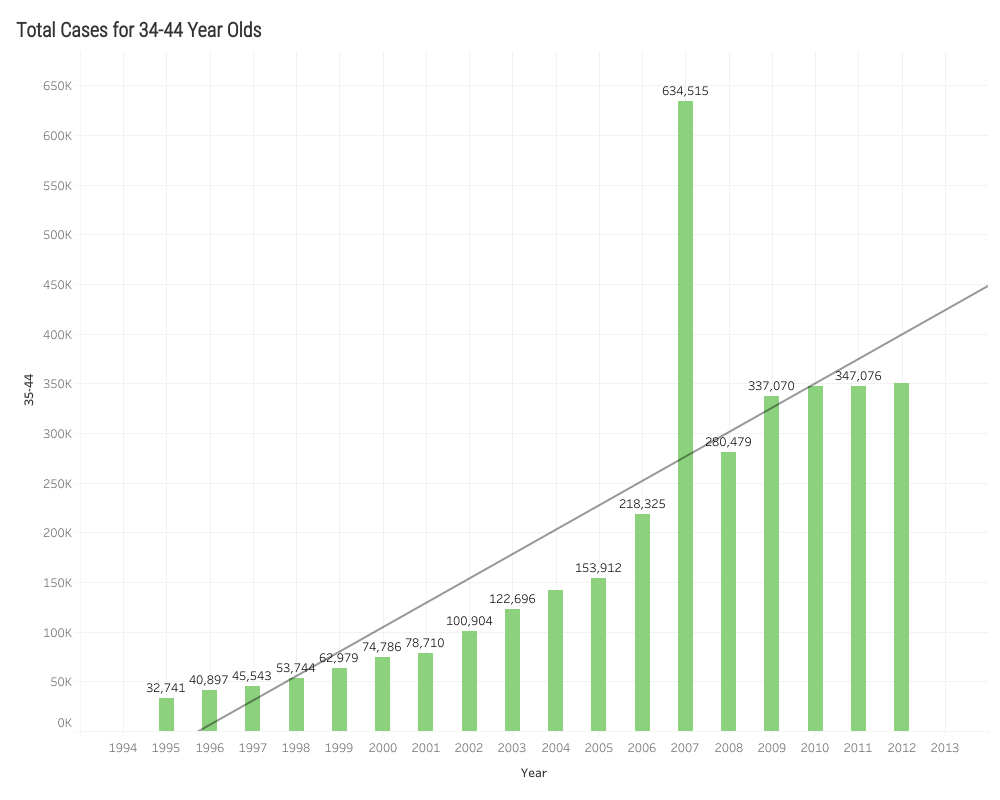 Total Cases for 34-44 Year Olds
650K
600K
550K
500K
450K
400K
350K
300K
250K
200K
150K
100K
50K
0K
35-44
32,741
40,897
45,543
53,744
62,979
74,786
78,710
100,904
122,696
153,912
218,325
634,515
280,479
337,070
347,076
1994 1995 1996 1997 1998 1999 2000 2001 2002 2003 2004 2005 2006 2007 2008 2009 2010 2011 2012 2013
Year